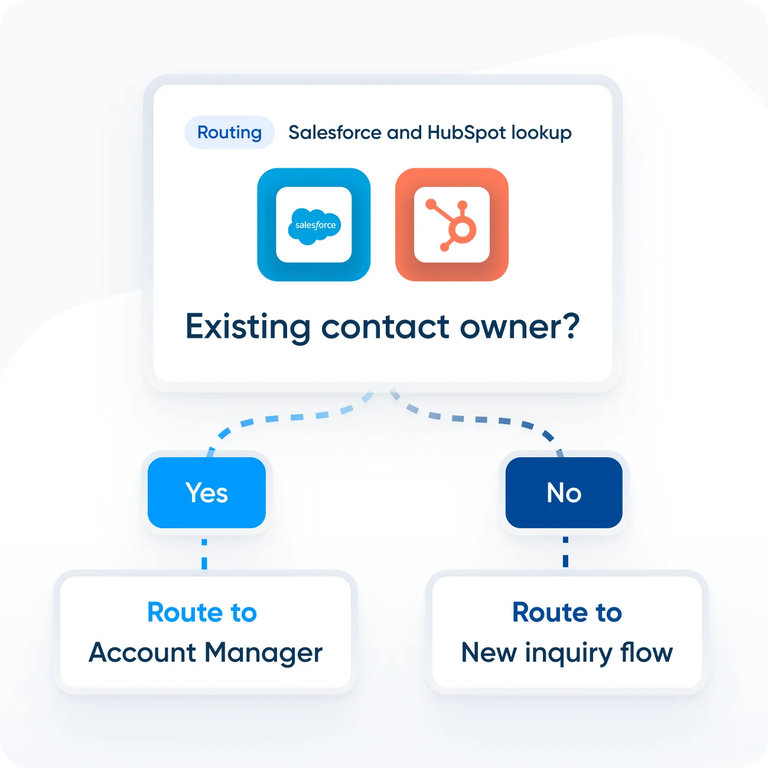 Routing Salesforce and HubSpot lookup
salesforce
Existing contact owner?
Yes
No
Route to
Account Manager
Route to
New inquiry flow